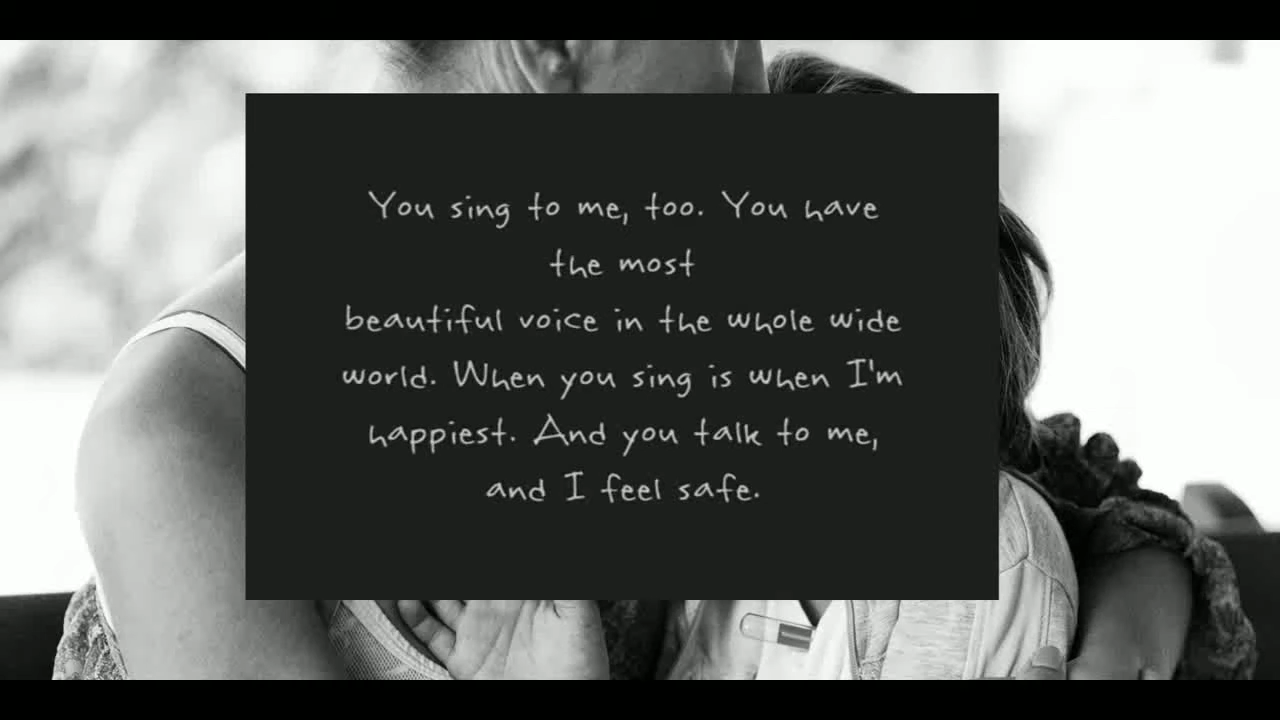 You sing to me, too. You have
the most
beautiful voice in the whole wide
world. When you sing is when I'm
happiest. And you talk to me,
and I feel safe.